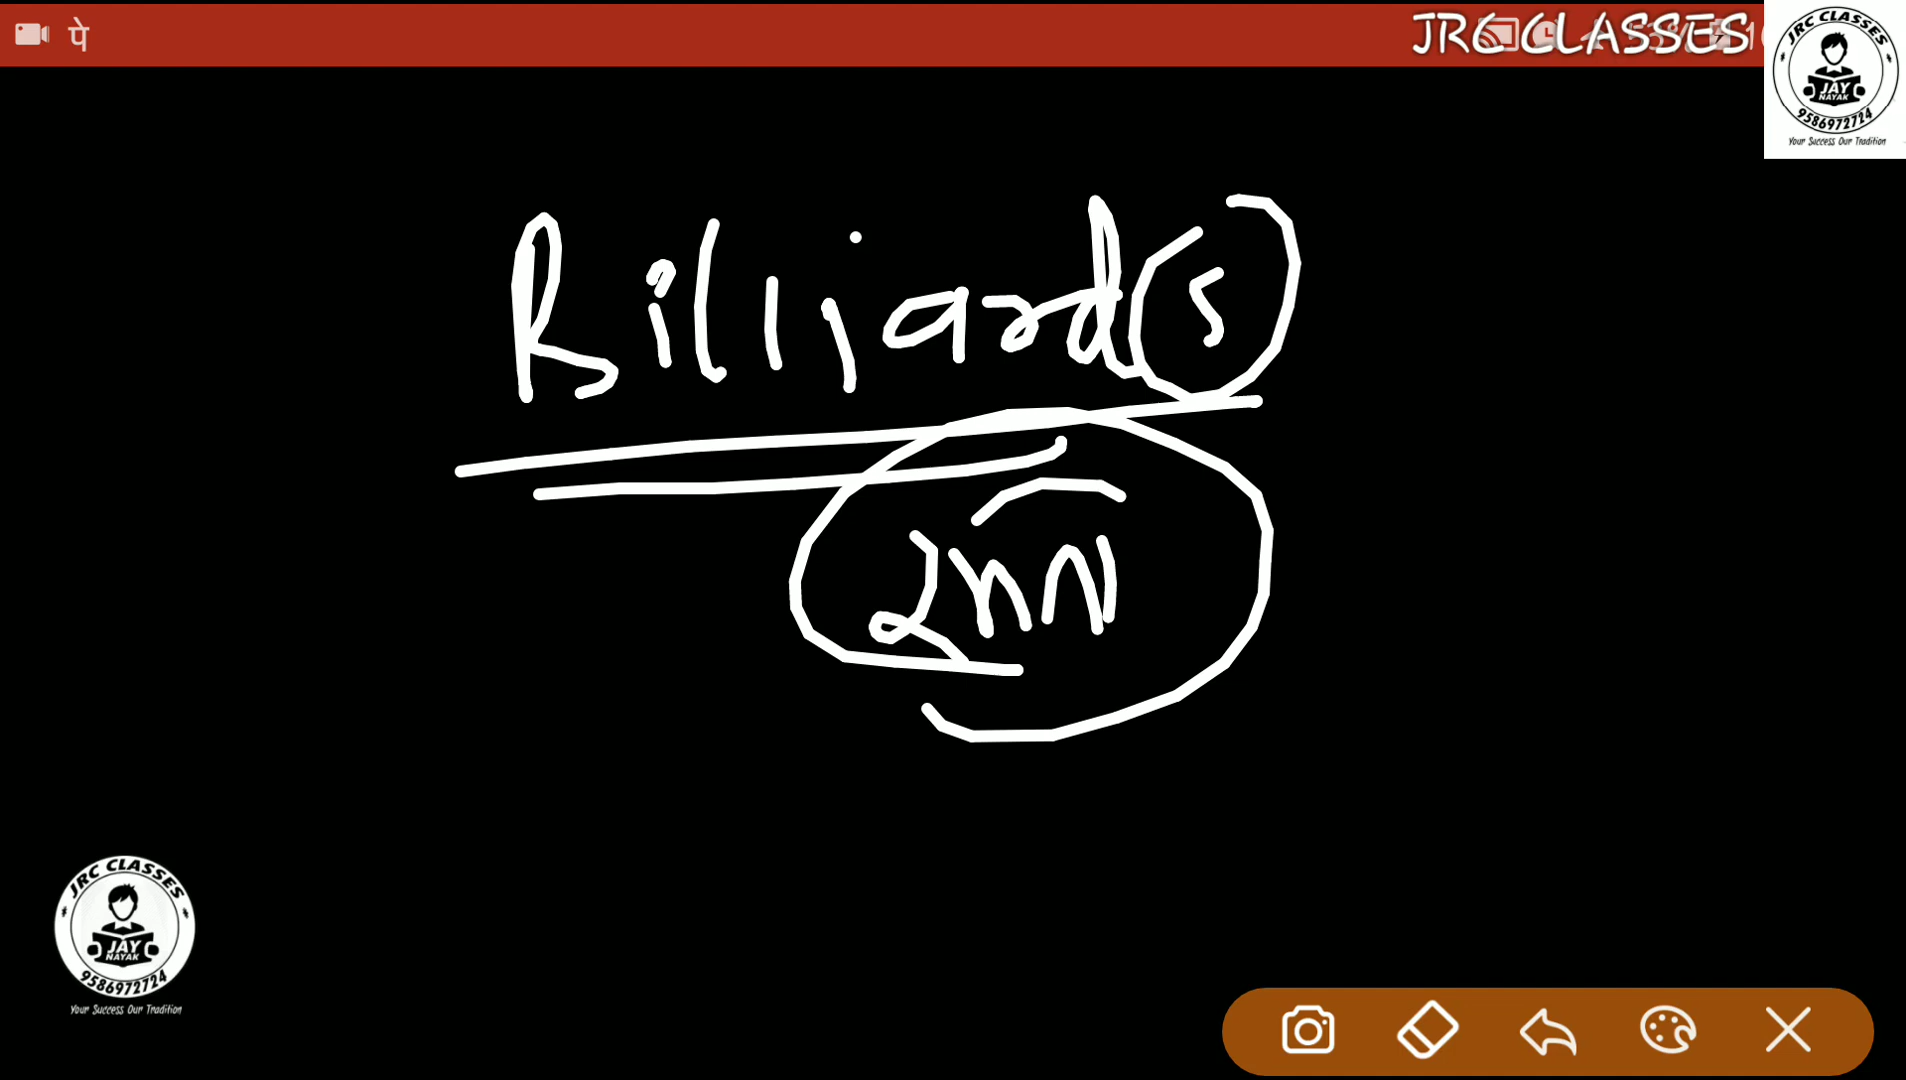 पे
JRC CLASSES
JRC CLASSES
JAY
NAYAK
9586972724
Your Success Our Tradition
Billiards
JRC CLASSES
JAY
NAYAK
9586972724
Your Success Our Tradition